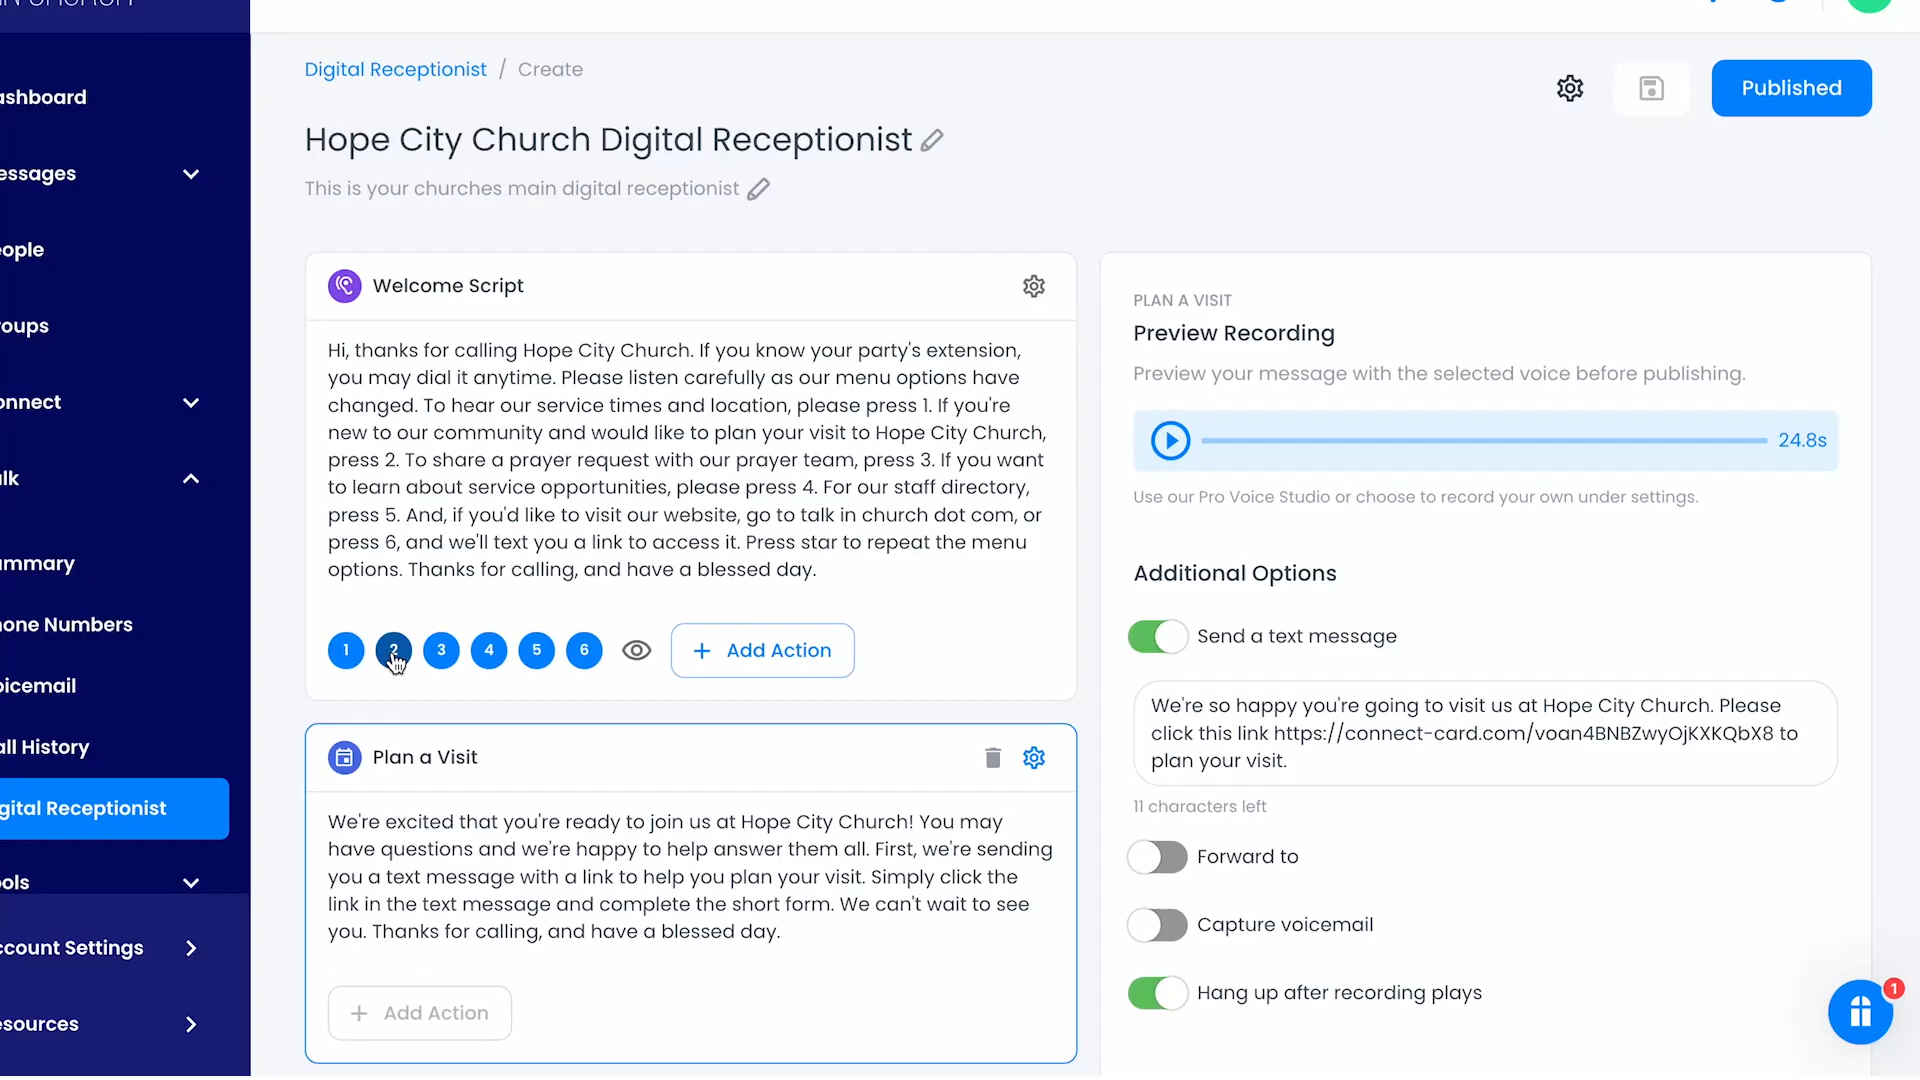 Digital Receptionist / Create
Published
Hope City Church Digital Receptionist
This is your churches main digital receptionist
ashboard
essages
eople
roups
onnect
alk
ummary
hone Numbers
oicemail
all History
igital Receptionist
ools
ccount Settings
esources
Welcome Script
Hi, thanks for calling Hope City Church. If you know your party's extension,
you may dial it anytime. Please listen carefully as our menu options have
changed. To hear our service times and location, please press 1. If you're
new to our community and would like to plan your visit to Hope City Church,
press 2. To share a prayer request with our prayer team, press 3. If you want
to learn about service opportunities, please press 4. For our staff directory,
press 5. And, if you'd like to visit our website, go to talk in church dot com, or
press 6, and we'll text you a link to access it. Press star to repeat the menu
options. Thanks for calling, and have a blessed day.
1 2 3 4 5 6 + Add Action
Plan a Visit
We're excited that you're ready to join us at Hope City Church! You may
have questions and we're happy to help answer them all. First, we're sending
you a text message with a link to help you plan your visit. Simply click the
link in the text message and complete the short form. We can't wait to see
you. Thanks for calling, and have a blessed day.
+ Add Action
PLAN A VISIT
Preview Recording
Preview your message with the selected voice before publishing.
24.8s
Use our Pro Voice Studio or choose to record your own under settings.
Additional Options
Send a text message
We're so happy you're going to visit us at Hope City Church. Please
click this link https://connect-card.com/voan4BNBZwyOjKXKQbX8 to
plan your visit.
11 characters left
Forward to
Capture voicemail
Hang up after recording plays
1